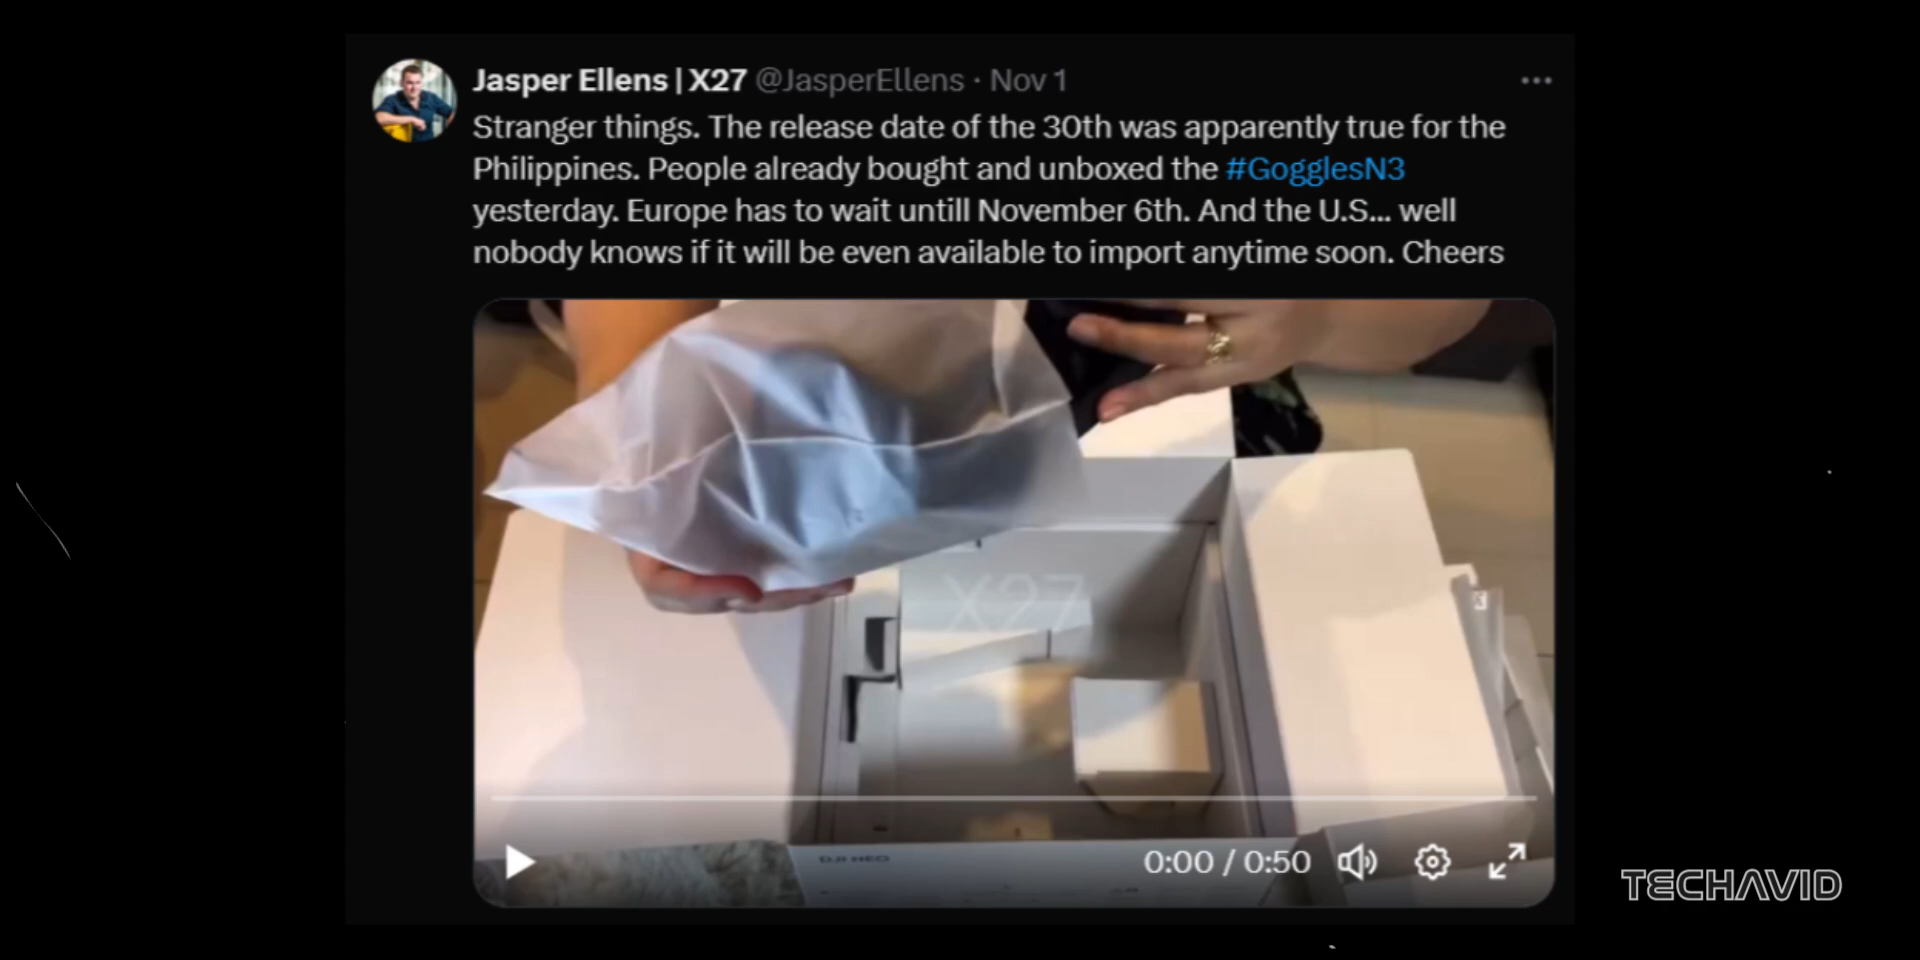 Jasper Ellens | X27 @JasperEllens · Nov 1
Stranger things. The release date of the 30th was apparently true for the
Philippines. People already bought and unboxed the #GogglesN3
yesterday. Europe has to wait untill November 6th. And the U.S... well
nobody knows if it will be even available to import anytime soon. Cheers
X27
DJI NEO
0:00 / 0:50
TECHAVID